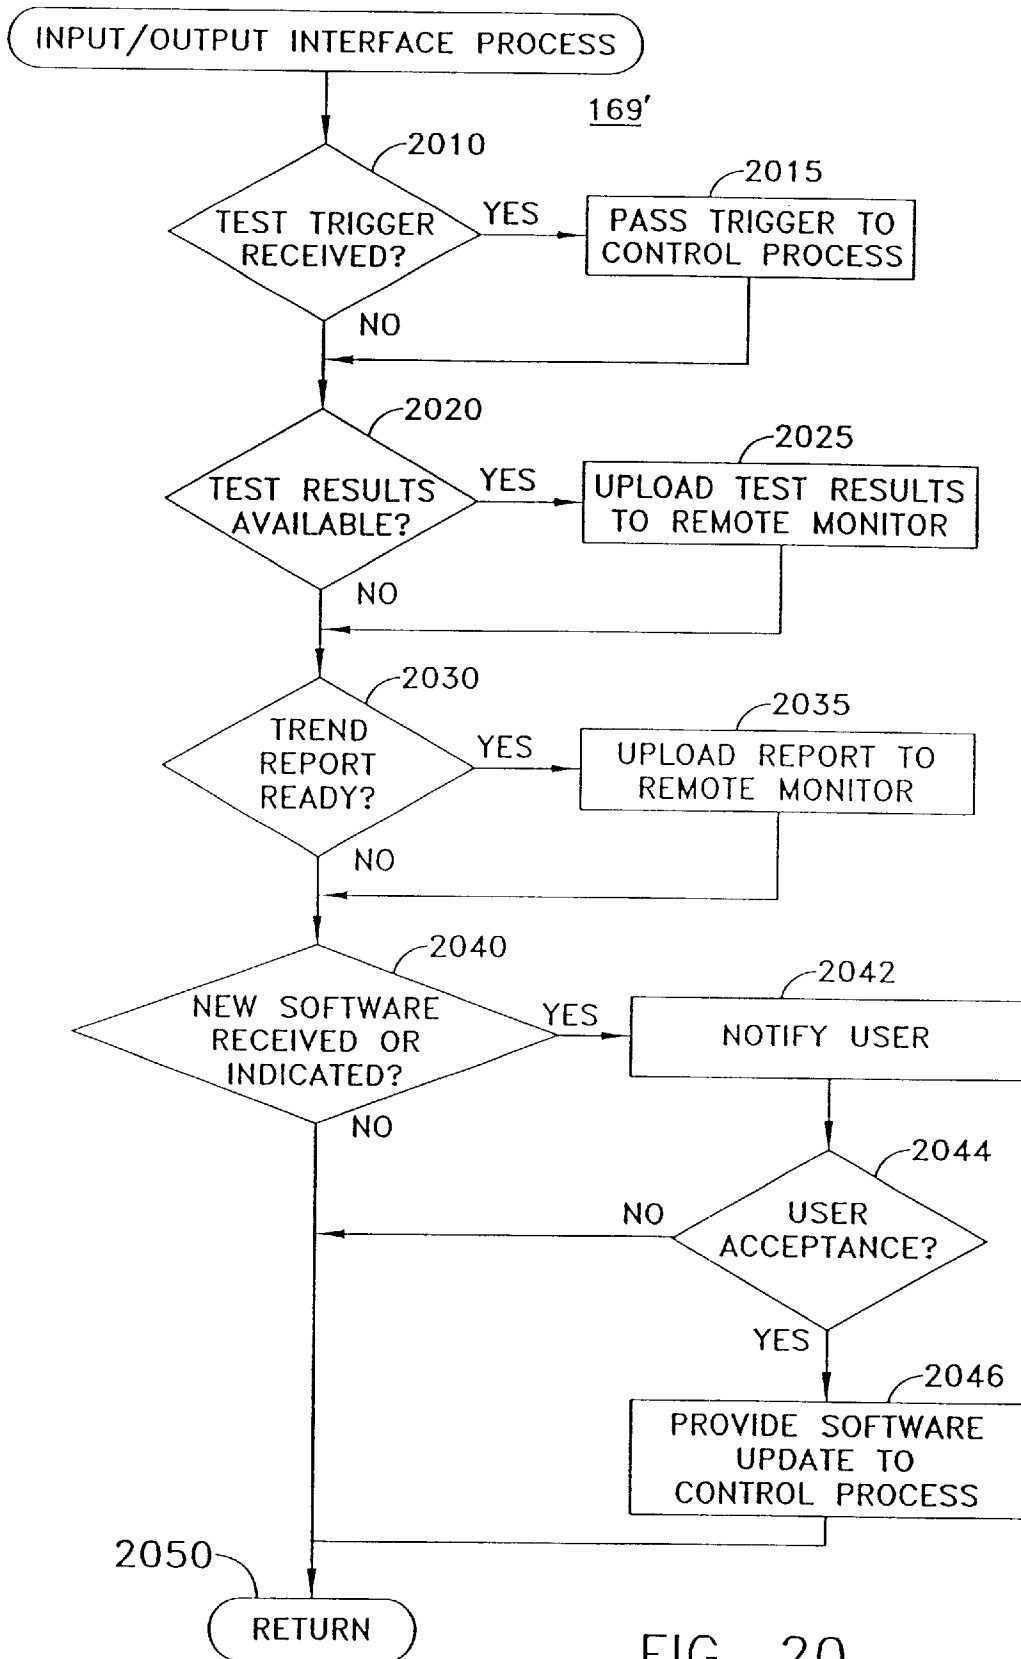 INPUT/OUTPUT INTERFACE PROCESS
169'
2010
TEST TRIGGER
RECEIVED?
YES
2015
PASS TRIGGER TO
CONTROL PROCESS
NO
2020
TEST RESULTS
AVAILABLE?
YES
2025
UPLOAD TEST RESULTS
TO REMOTE MONITOR
NO
2030
TREND
REPORT
READY?
YES
2035
UPLOAD REPORT TO
REMOTE MONITOR
NO
2040
NEW SOFTWARE
RECEIVED OR
INDICATED?
YES
2042
NOTIFY USER
NO
2044
USER
ACCEPTANCE?
NO
YES
2046
PROVIDE SOFTWARE
UPDATE TO
CONTROL PROCESS
2050
RETURN
FIG. 20